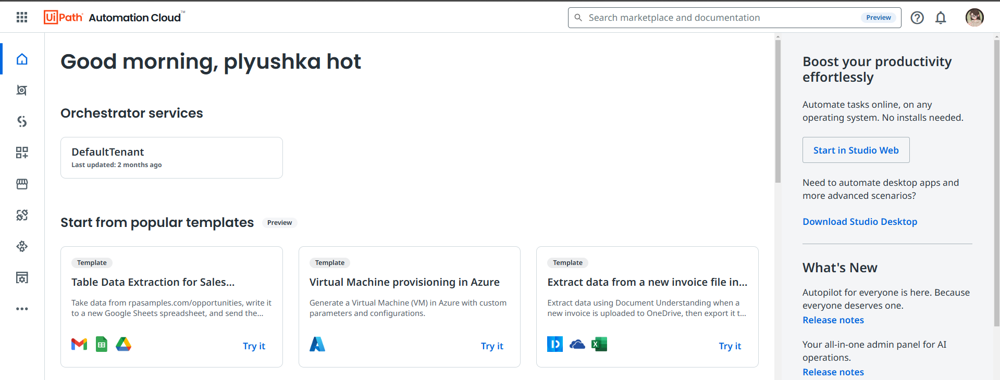 UiPath Automation Cloud™
Search marketplace and documentation
Preview
Good morning, plyushka hot
Orchestrator services
DefaultTenant
Last updated: 2 months ago
Start from popular templates
Preview
Template
Table Data Extraction for Sales...
Take data from rpasamples.com/opportunities, write it
to a new Google Sheets spreadsheet, and send the...
Try it
Template
Virtual Machine provisioning in Azure
Generate a Virtual Machine (VM) in Azure with custom
parameters and configurations.
Try it
Template
Extract data from a new invoice file in...
Extract data using Document Understanding when a
new invoice is uploaded to OneDrive, then export it t...
Try it
Boost your productivity
effortlessly
Automate tasks online, on any
operating system. No installs needed.
Start in Studio Web
Need to automate desktop apps and
more advanced scenarios?
Download Studio Desktop
What's New
Autopilot for everyone is here. Because
everyone deserves one.
Release notes
Your all-in-one admin panel for AI
operations.
Release notes